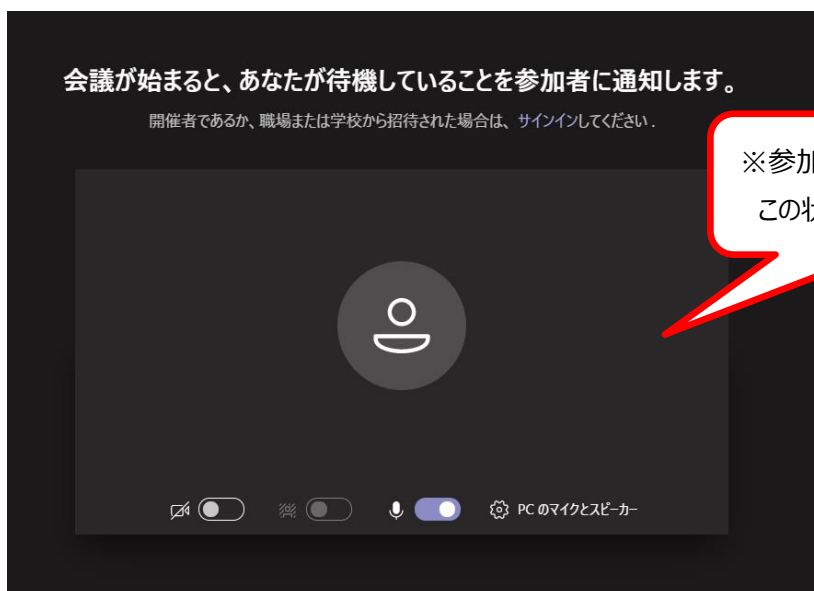 会議が始まると、あなたが待機していることを参加者に通知します。
開催者であるか、職場または学校から招待された場合は、サインインしてください.
※参加
この状
PC のマイクとスピーカー